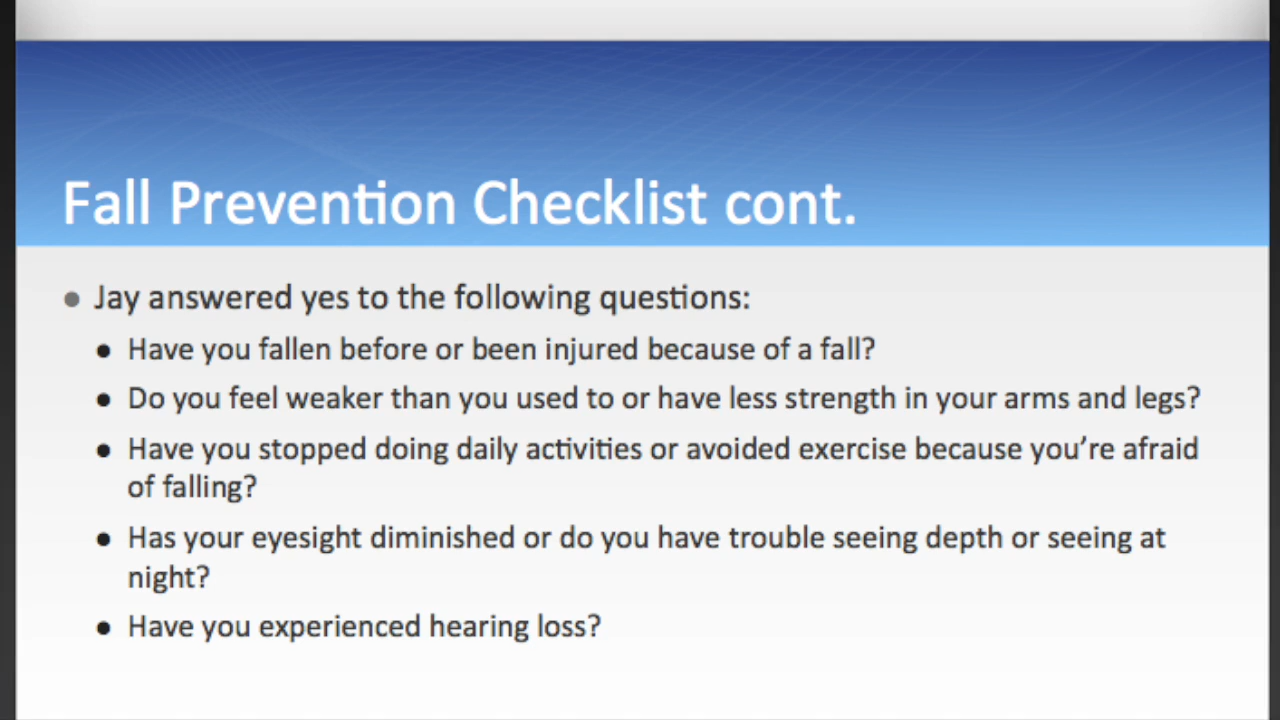 Fall Prevention Checklist cont.
Jay answered yes to the following questions:
Have you fallen before or been injured because of a fall?
Do you feel weaker than you used to or have less strength in your arms and legs?
Have you stopped doing daily activities or avoided exercise because you’re afraid
of falling?
Has your eyesight diminished or do you have trouble seeing depth or seeing at
night?
Have you experienced hearing loss?